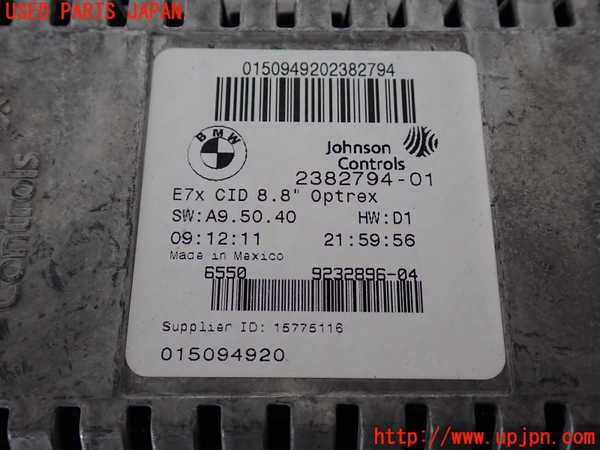 USED PARTS JAPAN
0150949202382794
BMW
Johnson
Controls
2382794-01
E7x CID 8.8" Optrex
SW:A9.50.40 HW:D1
09:12:11 21:59:56
Made in Mexico
6550 9232896-04
Supplier ID: 15775116
015094920
Controls
http://www.upjpn.com/